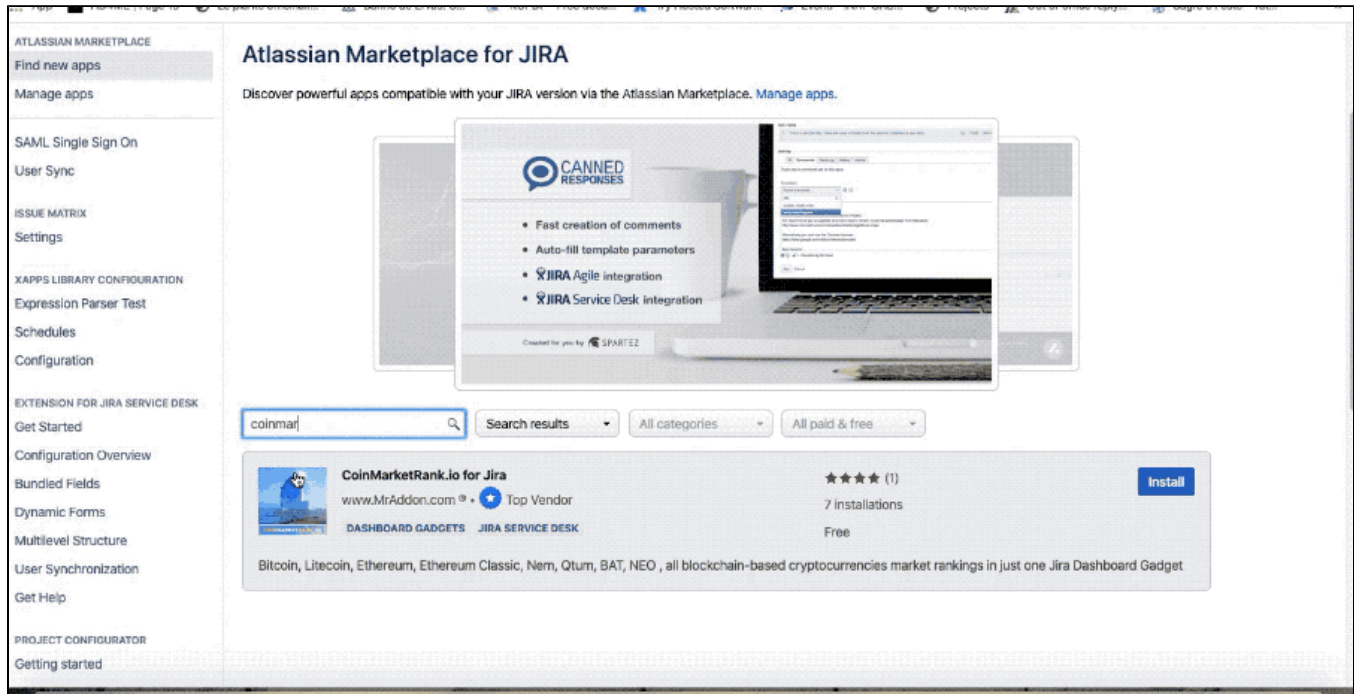 ATLASSIAN MARKETPLACE
Find new apps
Manage apps
SAML Single Sign On
User Sync
ISSUE MATRIX
Settings
XAPPS LIBRARY CONFIGURATION
Expression Parser Test
Schedules
Configuration
EXTENSION FOR JIRA SERVICE DESK
Get Started
Configuration Overview
Bundled Fields
Dynamic Forms
Multilevel Structure
User Synchronization
Get Help
PROJECT CONFIGURATOR
Getting started
Atlassian Marketplace for JIRA
Discover powerful apps compatible with your JIRA version via the Atlassian Marketplace. Manage apps.
CANNED
RESPONSES
• Fast creation of comments
• Auto-fill template parameters
• JIRA Agile integration
• JIRA Service Desk integration
Created for you by SPARTEZ
coinmar
Search results
All categories
All paid & free
CoinMarketRank.io for Jira
www.MrAddon.com • Top Vendor
DASHBOARD GADGETS JIRA SERVICE DESK
(1)
7 installations
Free
Install
Bitcoin, Litecoin, Ethereum, Ethereum Classic, Nem, Qtum, BAT, NEO , all blockchain-based cryptocurrencies market rankings in just one Jira Dashboard Gadget